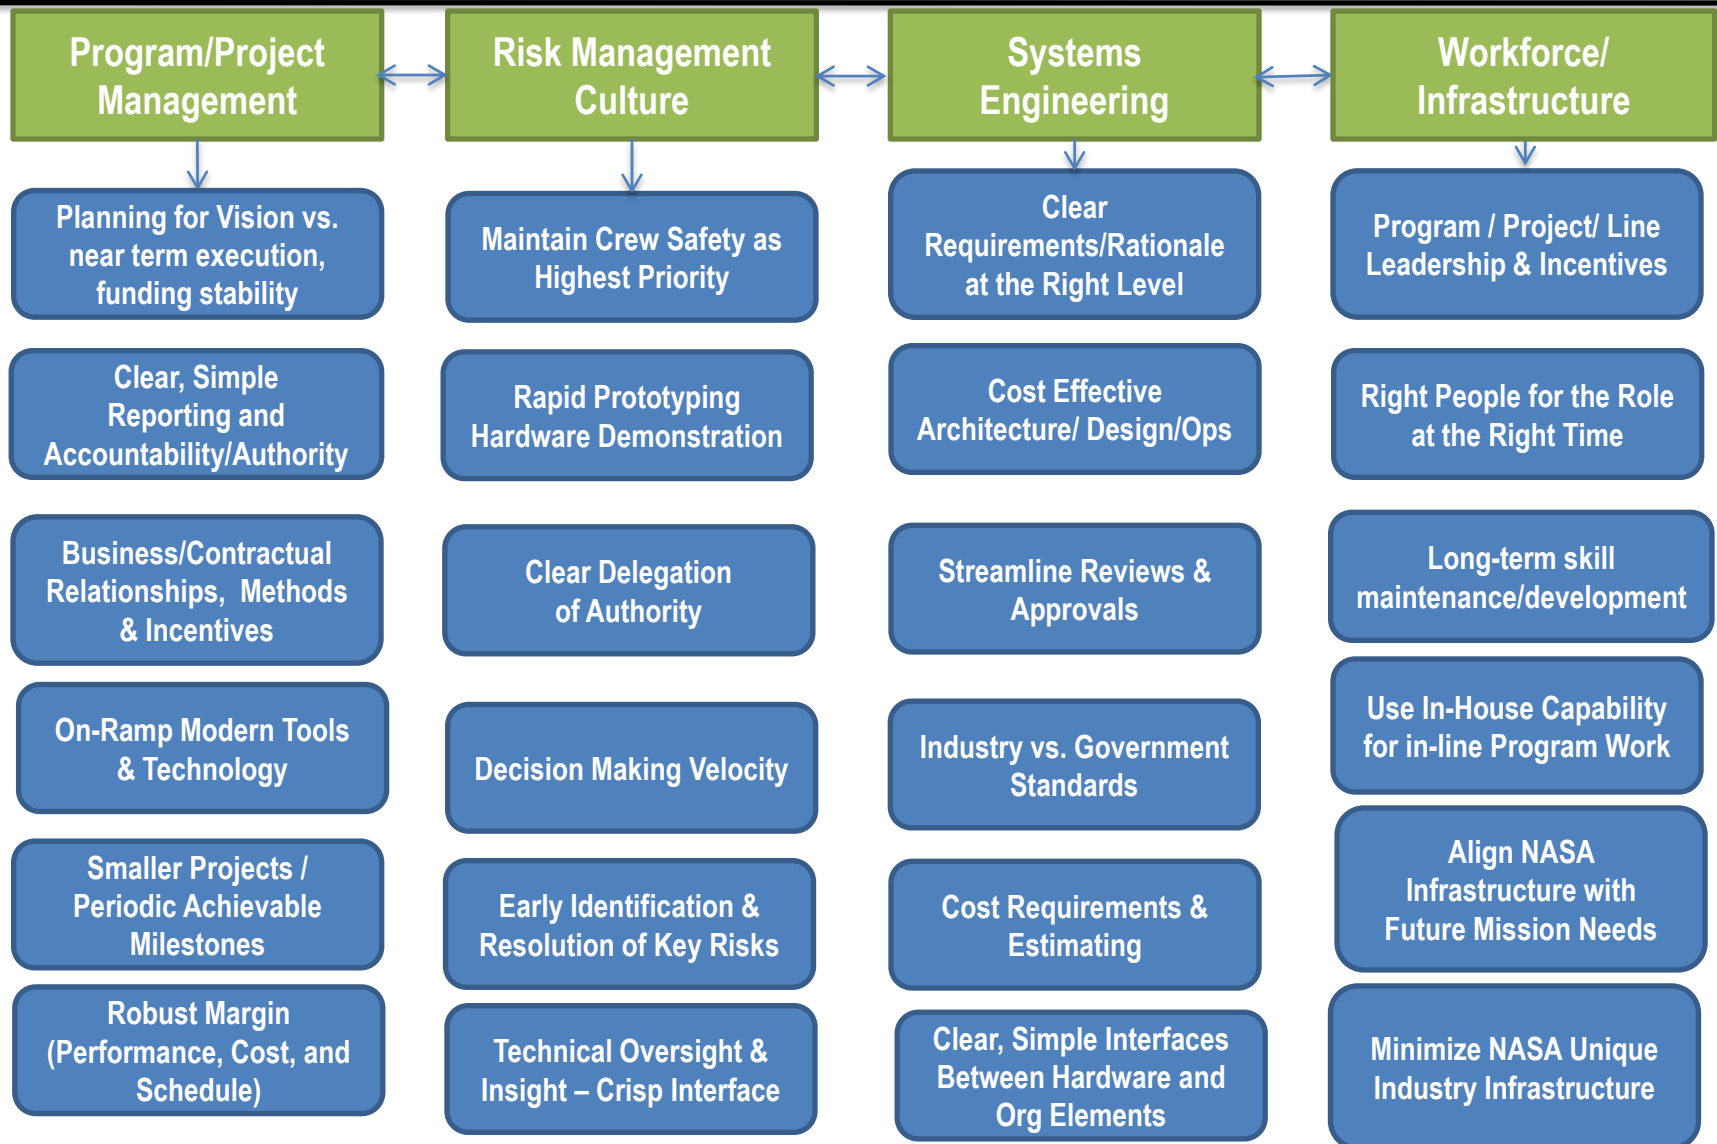 Program/Project
Management
Risk Management
Culture
Systems
Engineering
Workforce/
Infrastructure
Planning for Vision vs.
near term execution,
funding stability
Clear, Simple
Reporting and
Accountability/Authority
Business/Contractual
Relationships,  Methods
& Incentives
On-Ramp Modern Tools
& Technology
Smaller Projects /
Periodic Achievable
Milestones
Robust Margin
(Performance, Cost, and
Schedule)
Maintain Crew Safety as
Highest Priority
Rapid Prototyping
Hardware Demonstration
Clear Delegation
of Authority
Decision Making Velocity
Early Identification &
Resolution of Key Risks
Technical Oversight &
Insight – Crisp Interface
Clear
Requirements/Rationale
at the Right Level
Cost Effective
Architecture/ Design/Ops
Streamline Reviews &
Approvals
Industry vs. Government
Standards
Cost Requirements &
Estimating
Clear, Simple Interfaces
Between Hardware and
Org Elements
Program / Project/ Line
Leadership & Incentives
Right People for the Role
at the Right Time
Long-term skill
maintenance/development
Use In-House Capability
for in-line Program Work
Align NASA
Infrastructure with
Future Mission Needs
Minimize NASA Unique
Industry Infrastructure